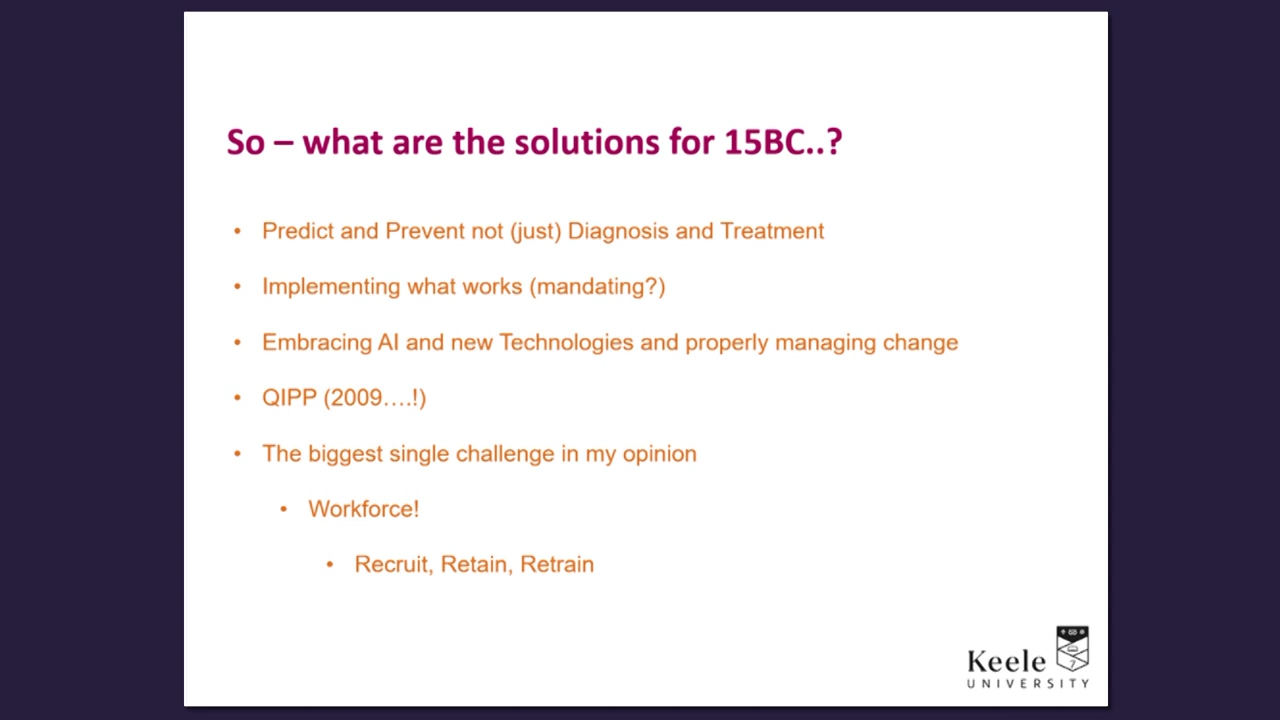 So – what are the solutions for 15BC..?
• Predict and Prevent not (just) Diagnosis and Treatment
• Implementing what works (mandating?)
• Embracing AI and new Technologies and properly managing change
• QIPP (2009….!)
• The biggest single challenge in my opinion
• Workforce!
• Recruit, Retain, Retrain
Keele
UNIVERSITY